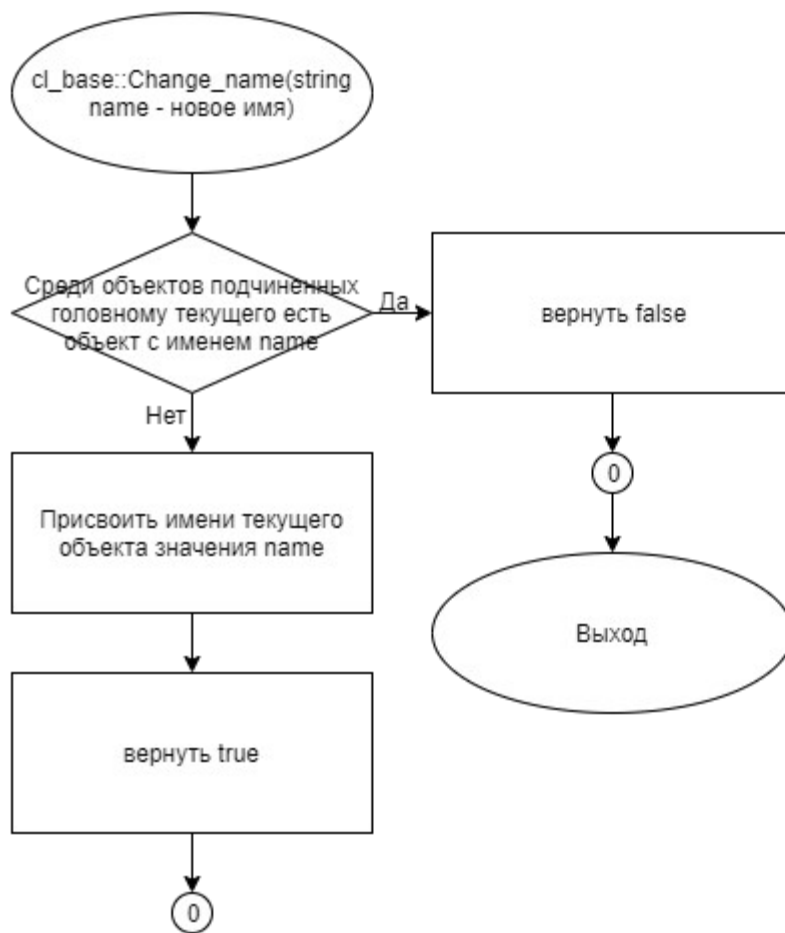 cl_base::Change_name(string
name - новое имя)
Среди объектов подчиненных
головному текущего есть
объект с именем name
Да
вернуть false
Нет
0
Присвоить имени текущего
объекта значения name
Выход
вернуть true
0